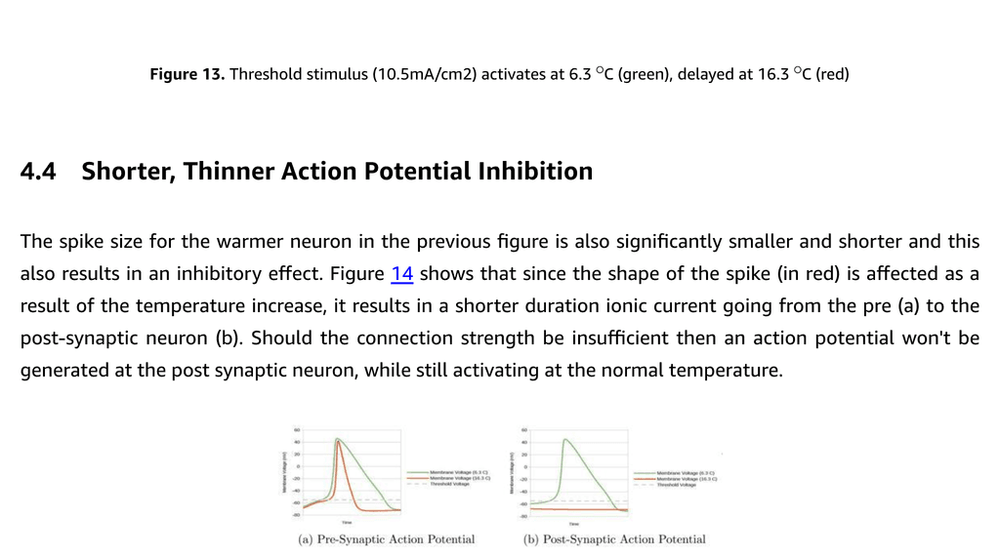 Figure 13. Threshold stimulus (10.5mA/cm2) activates at 6.3 °C (green), delayed at 16.3 °C (red)
4.4 Shorter, Thinner Action Potential Inhibition
The spike size for the warmer neuron in the previous figure is also significantly smaller and shorter and this
also results in an inhibitory effect. Figure 14 shows that since the shape of the spike (in red) is affected as a
result of the temperature increase, it results in a shorter duration ionic current going from the pre (a) to the
post-synaptic neuron (b). Should the connection strength be insufficient then an action potential won't be
generated at the post synaptic neuron, while still activating at the normal temperature.
60
40
20
0
-20
-40
-60
-80
Membrane Voltage (mV)
Time
Membrane Voltage (6.3 C)
Membrane Voltage (16.3 C)
Threshold Voltage
(a) Pre-Synaptic Action Potential
60
40
20
0
-20
-40
-60
-80
Membrane Voltage (mV)
Time
Membrane Voltage (6.3 C)
Membrane Voltage (16.3 C)
Threshold Voltage
(b) Post-Synaptic Action Potential